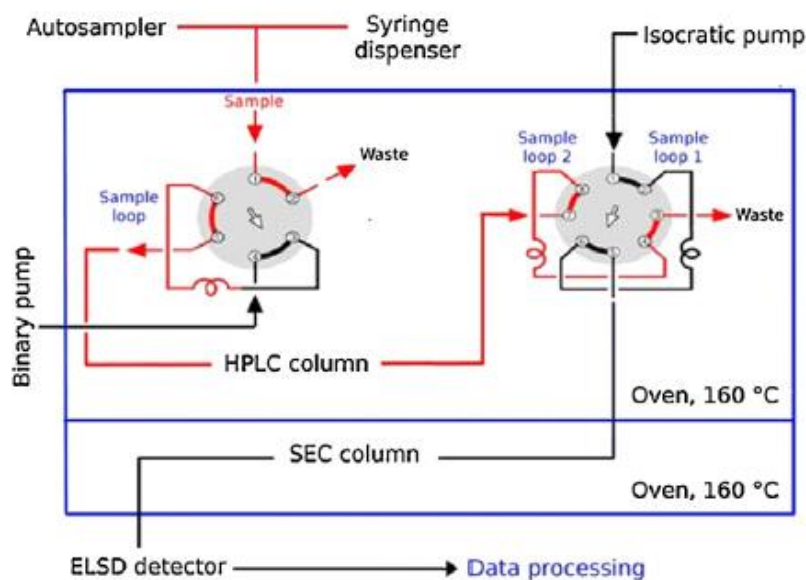 Autosampler
Syringe
dispenser
Isocratic pump
Sample
Waste
Sample
loop
Sample
loop 2
Sample
loop 1
Waste
Binary pump
HPLC column
Oven, 160 °C
SEC column
Oven, 160 °C
ELSD detector
Data processing